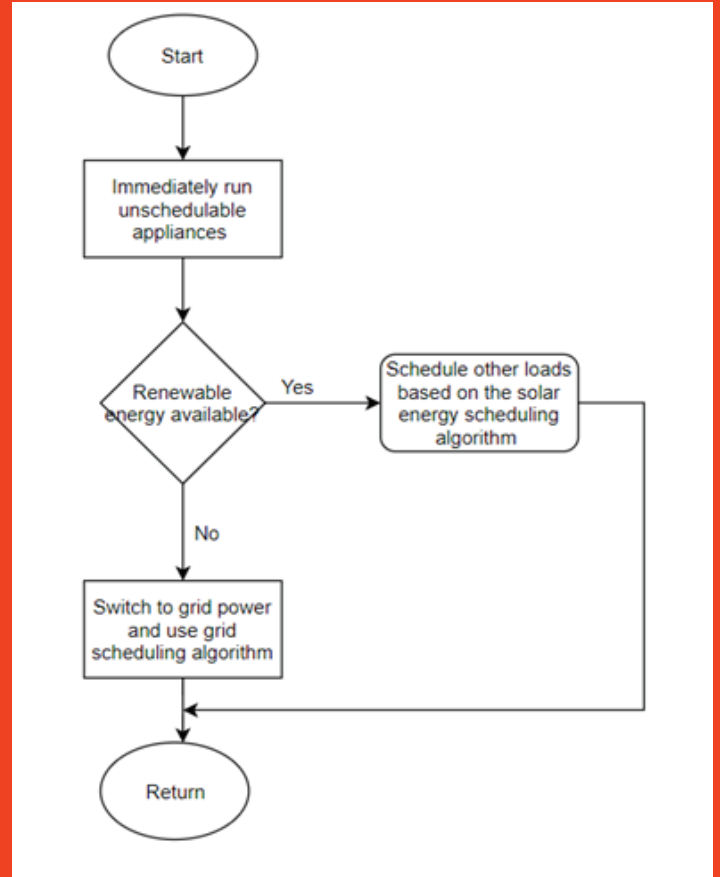 Start
Immediately run
unschedulable
appliances
Renewable
energy available?
Yes
Schedule other loads
based on the solar
energy scheduling
algorithm
No
Switch to grid power
and use grid
scheduling algorithm
Return